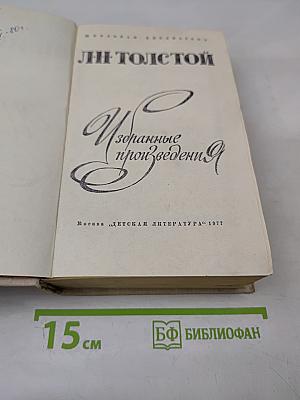 ШКОЛЬНАЯ БИБЛИОТЕКА
Л·Н·ТОЛСТОЙ
Избранные
произведениЯ
Москва „ДЕТСКАЯ ЛИТЕРАТУРА“ 1977
15 см
БФ БИБЛИОФАН